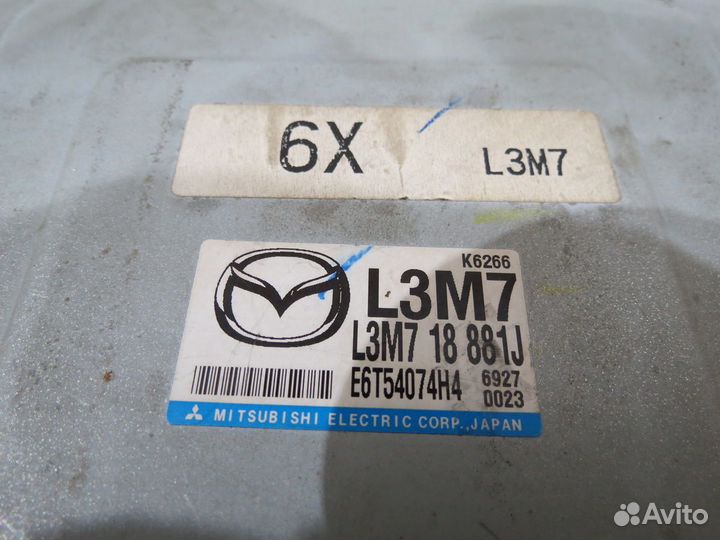 6X L3M7
K6266
L3M7
L3M7 18 881J
E6T54074H4 6927
0023
MITSUBISHI ELECTRIC CORP., JAPAN
Avito